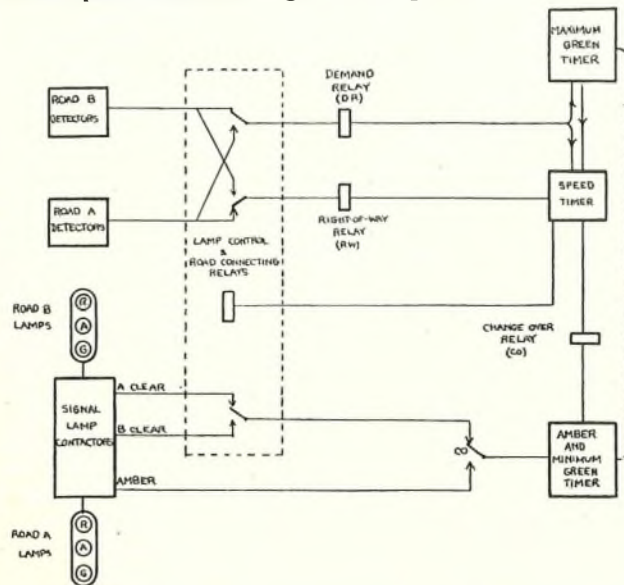 MAXIMUM
GREEN
TIMER
DEMAND
RELAY
(DR)
ROAD B
DETECTORS
ROAD A
DETECTORS
SPEED
TIMER
RIGHT-OF-WAY
RELAY
(RW)
LAMP CONTROL
&
ROAD CONNECTING
RELAYS
ROAD B
LAMPS
R
A
G
CHANGE OVER
RELAY
(CO)
SIGNAL
LAMP
CONTACTORS
A CLEAR
B CLEAR
AMBER
CO
AMBER
AND
MINIMUM
GREEN
TIMER
ROAD A
LAMPS
R
A
G